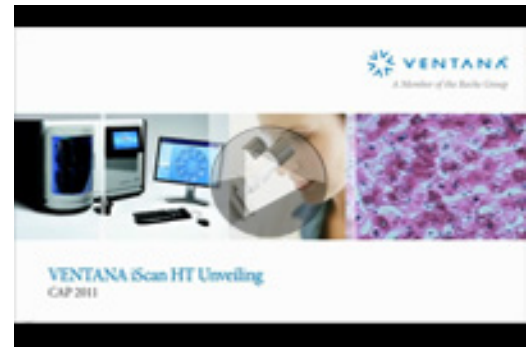 VENTANA
A Member of the Roche Group
VENTANA iScan HT Unveiling
CAP 2011